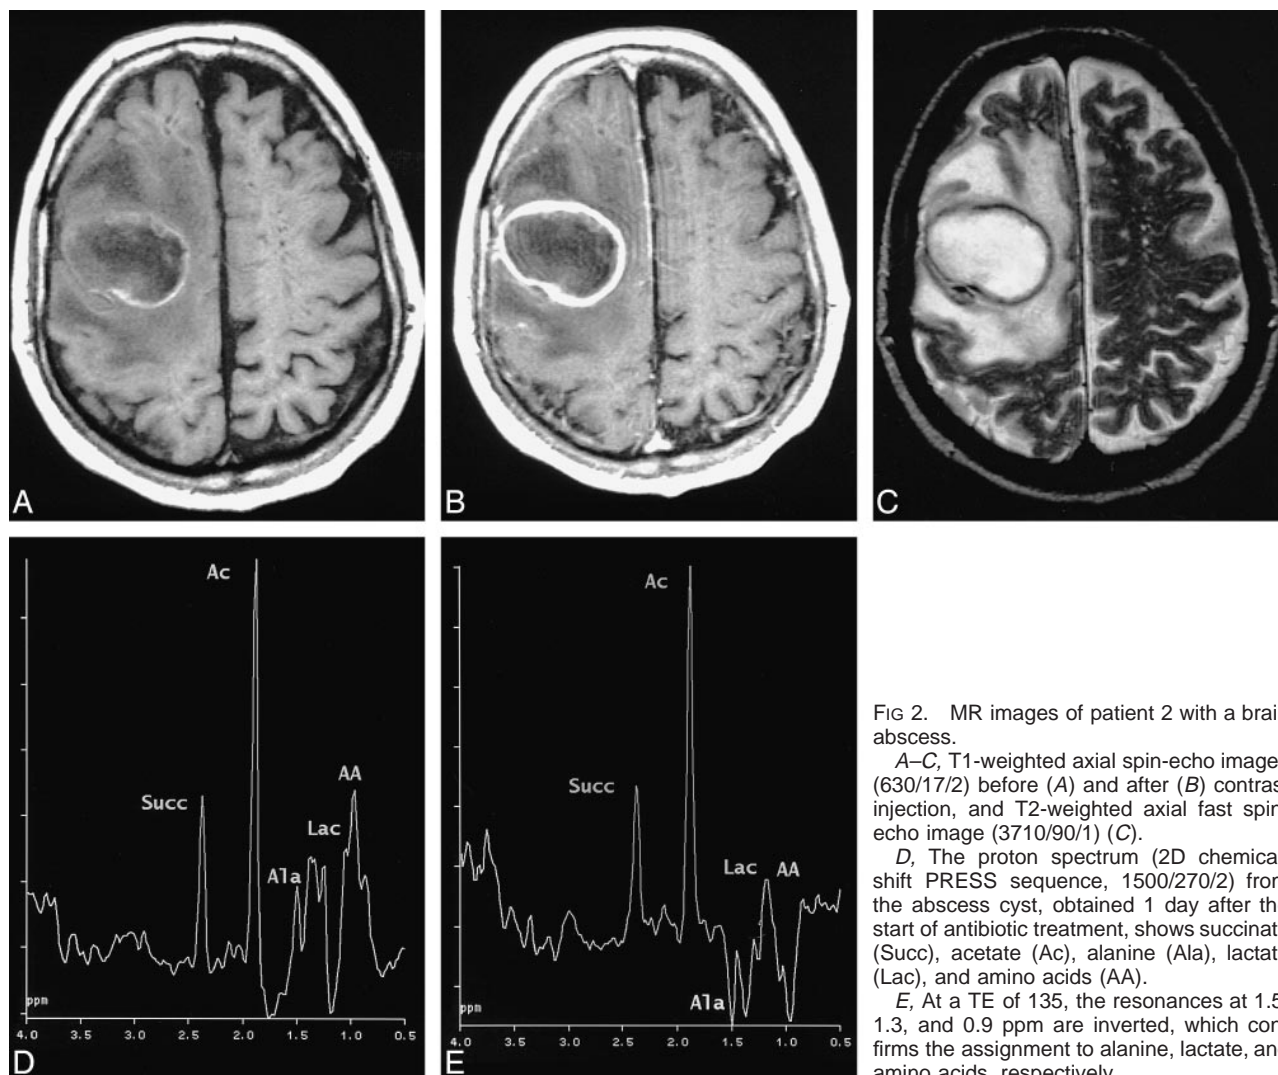 A
B
C
Ac
Succ
AA
Lac
Ala
ppm
4.0 3.5 3.0 2.5 2.0 1.5 1.0 0.5
D
Ac
Succ
Lac AA
Ala
ppm
4.0 3.5 3.0 2.5 2.0 1.5 1.0 0.5
E
FIG 2. MR images of patient 2 with a brai
abscess.
A–C, T1-weighted axial spin-echo image
(630/17/2) before (A) and after (B) contras
injection, and T2-weighted axial fast spin
echo image (3710/90/1) (C).
D, The proton spectrum (2D chemica
shift PRESS sequence, 1500/270/2) from
the abscess cyst, obtained 1 day after th
start of antibiotic treatment, shows succinat
(Succ), acetate (Ac), alanine (Ala), lactat
(Lac), and amino acids (AA).
E, At a TE of 135, the resonances at 1.5
1.3, and 0.9 ppm are inverted, which con
firms the assignment to alanine, lactate, an
amino acids, respectively